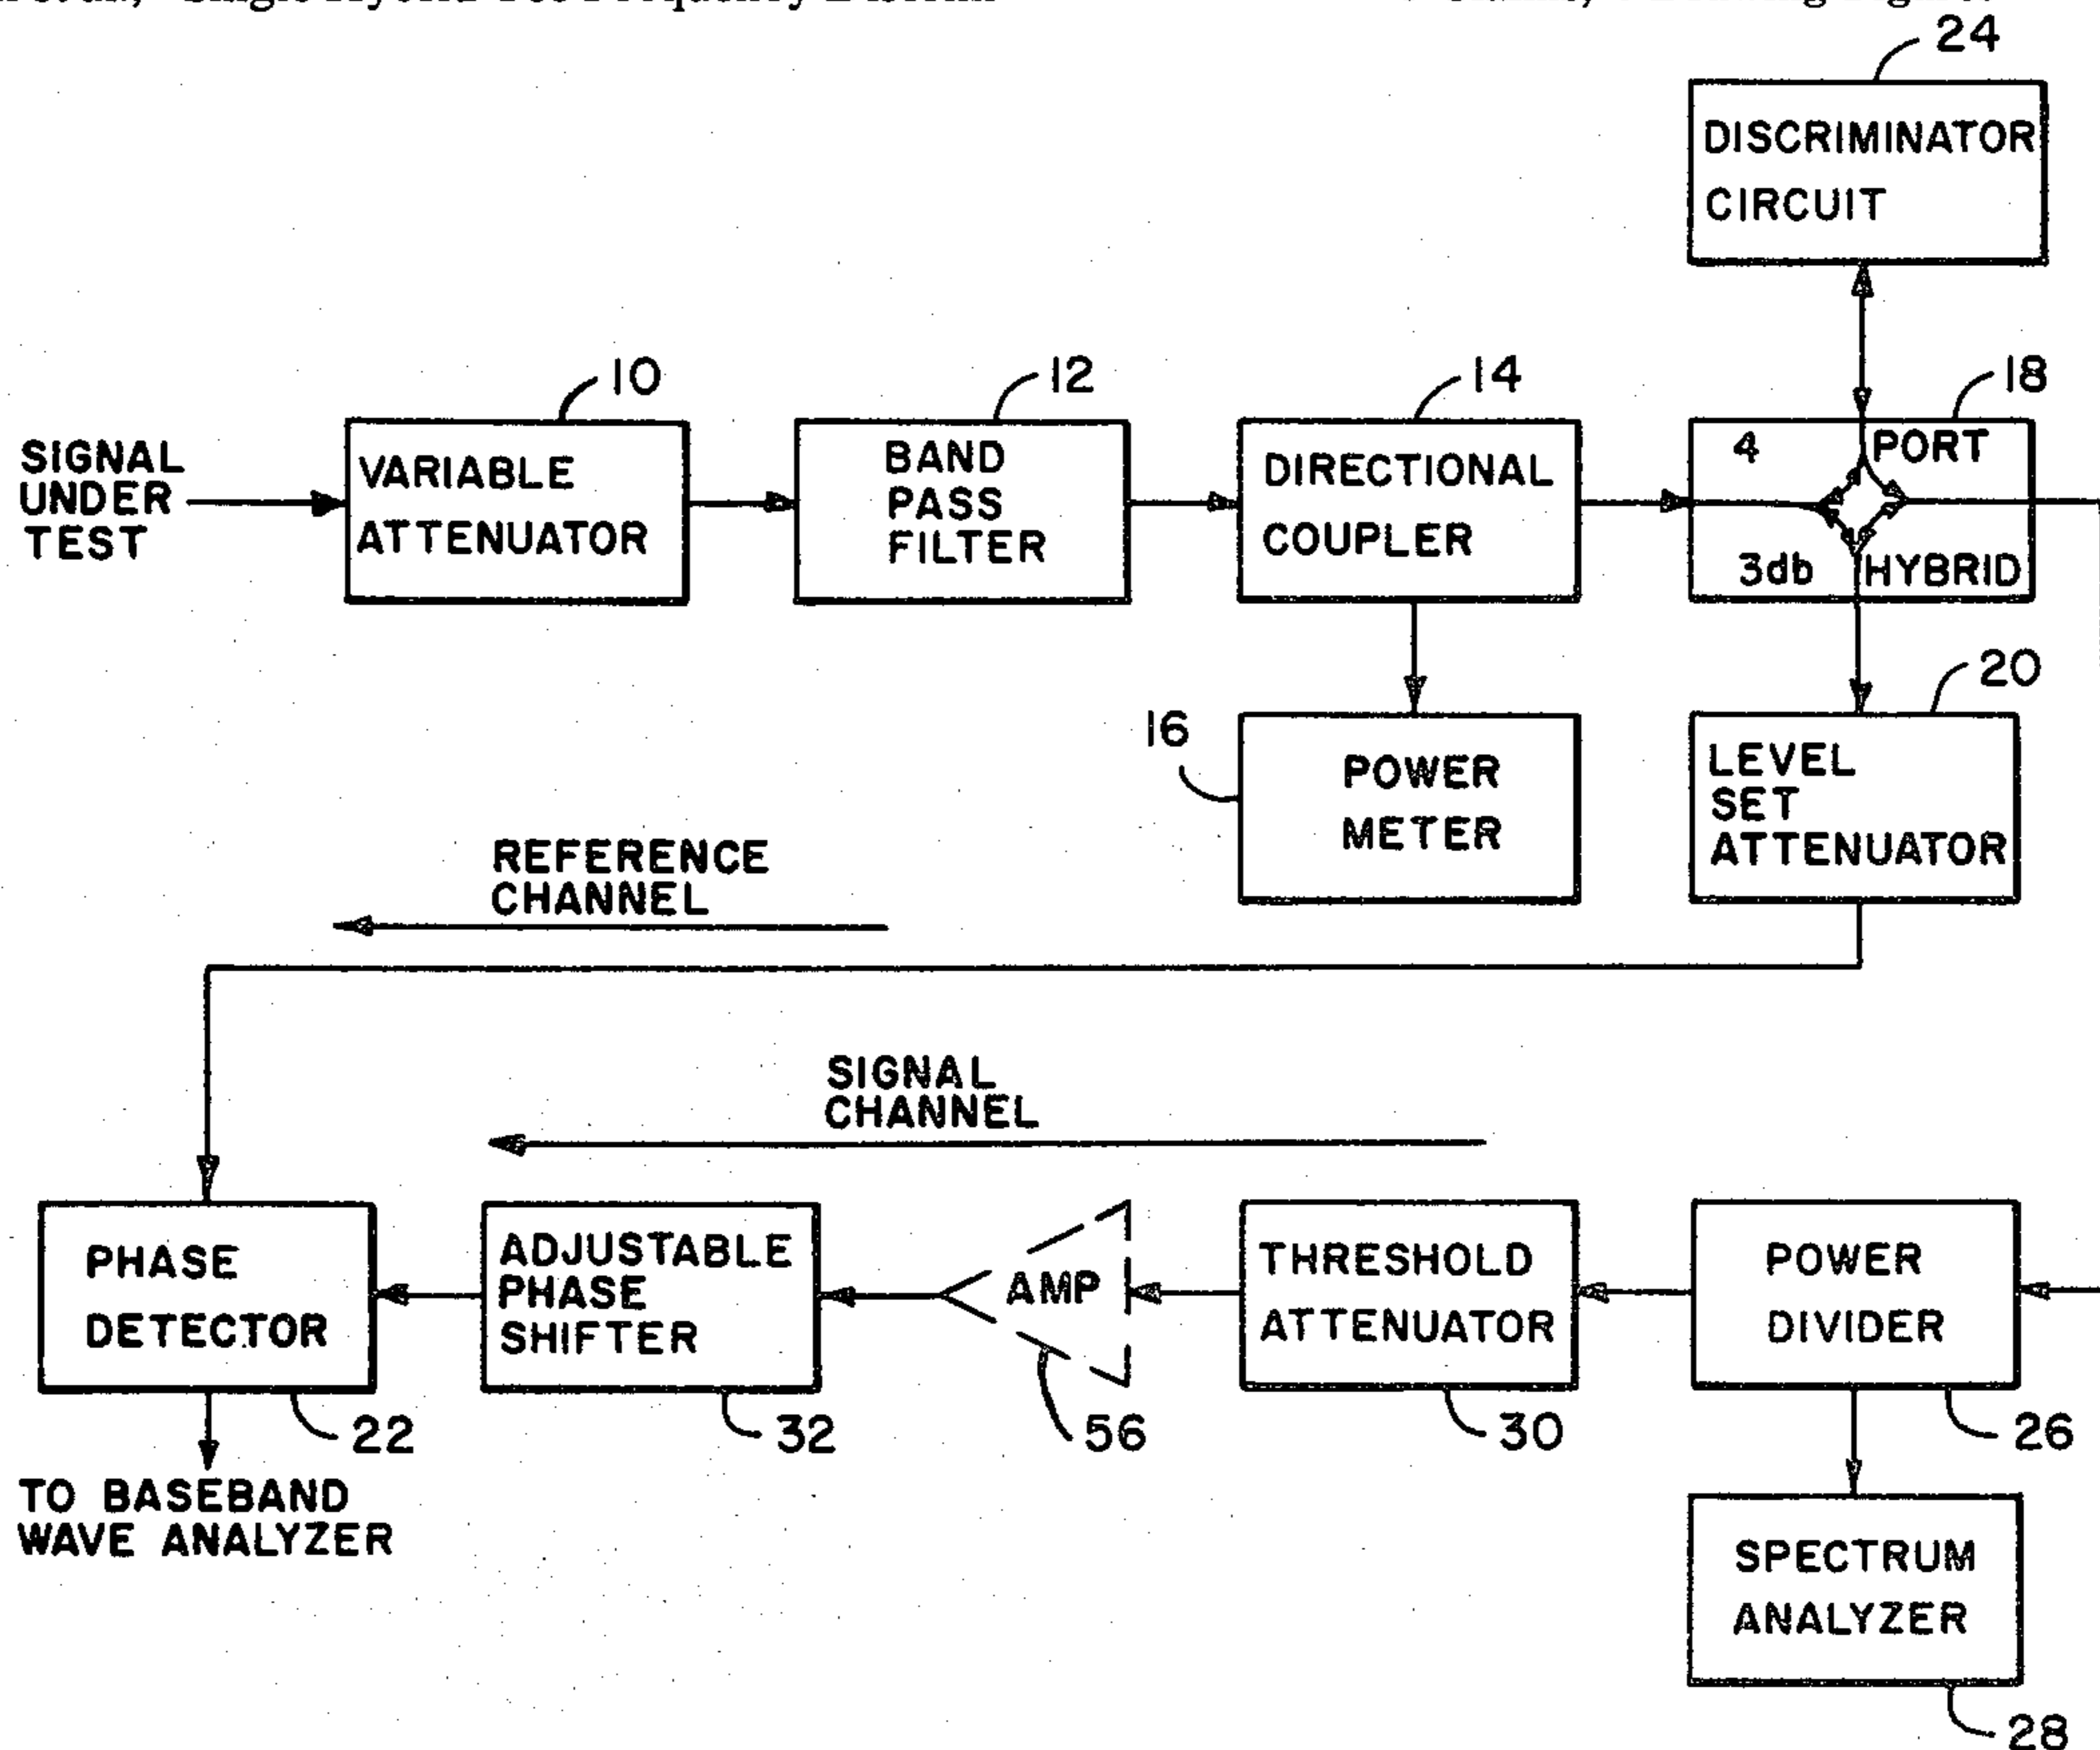 24
DISCRIMINATOR
CIRCUIT
10
12
14
18
SIGNAL
UNDER
TEST
VARIABLE
ATTENUATOR
BAND
PASS
FILTER
DIRECTIONAL
COUPLER
4 PORT
3db HYBRID
16
POWER
METER
20
LEVEL
SET
ATTENUATOR
REFERENCE
CHANNEL
SIGNAL
CHANNEL
PHASE
DETECTOR
ADJUSTABLE
PHASE
SHIFTER
AMP
THRESHOLD
ATTENUATOR
POWER
DIVIDER
22
32
56
30
26
TO BASEBAND
WAVE ANALYZER
SPECTRUM
ANALYZER
28